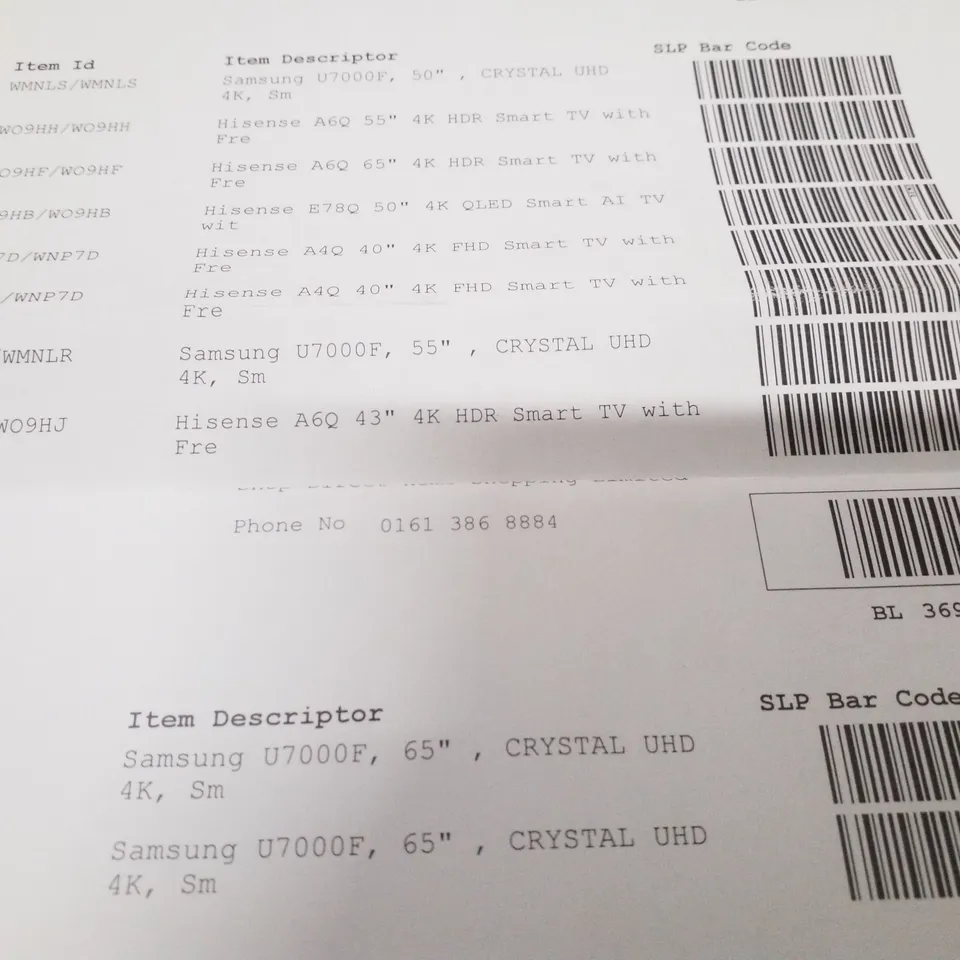 Item Id Item Descriptor SLP Bar Code
WMNLS/WMNLS Samsung U7000F, 50" , CRYSTAL UHD
4K, Sm
WO9HH/WO9HH Hisense A6Q 55" 4K HDR Smart TV with
Fre
O9HF/WO9HF Hisense A6Q 65" 4K HDR Smart TV with
Fre
9HB/WO9HB Hisense E78Q 50" 4K QLED Smart AI TV
wit
7D/WNP7D Hisense A4Q 40" 4K FHD Smart TV with
Fre
/WNP7D Hisense A4Q 40" 4K FHD Smart TV with
Fre
/WMNLR Samsung U7000F, 55" , CRYSTAL UHD
4K, Sm
WO9HJ Hisense A6Q 43" 4K HDR Smart TV with
Fre
Phone No 0161 386 8884
BL 369
Item Descriptor SLP Bar Code
Samsung U7000F, 65" , CRYSTAL UHD
4K, Sm
Samsung U7000F, 65" , CRYSTAL UHD
4K, Sm